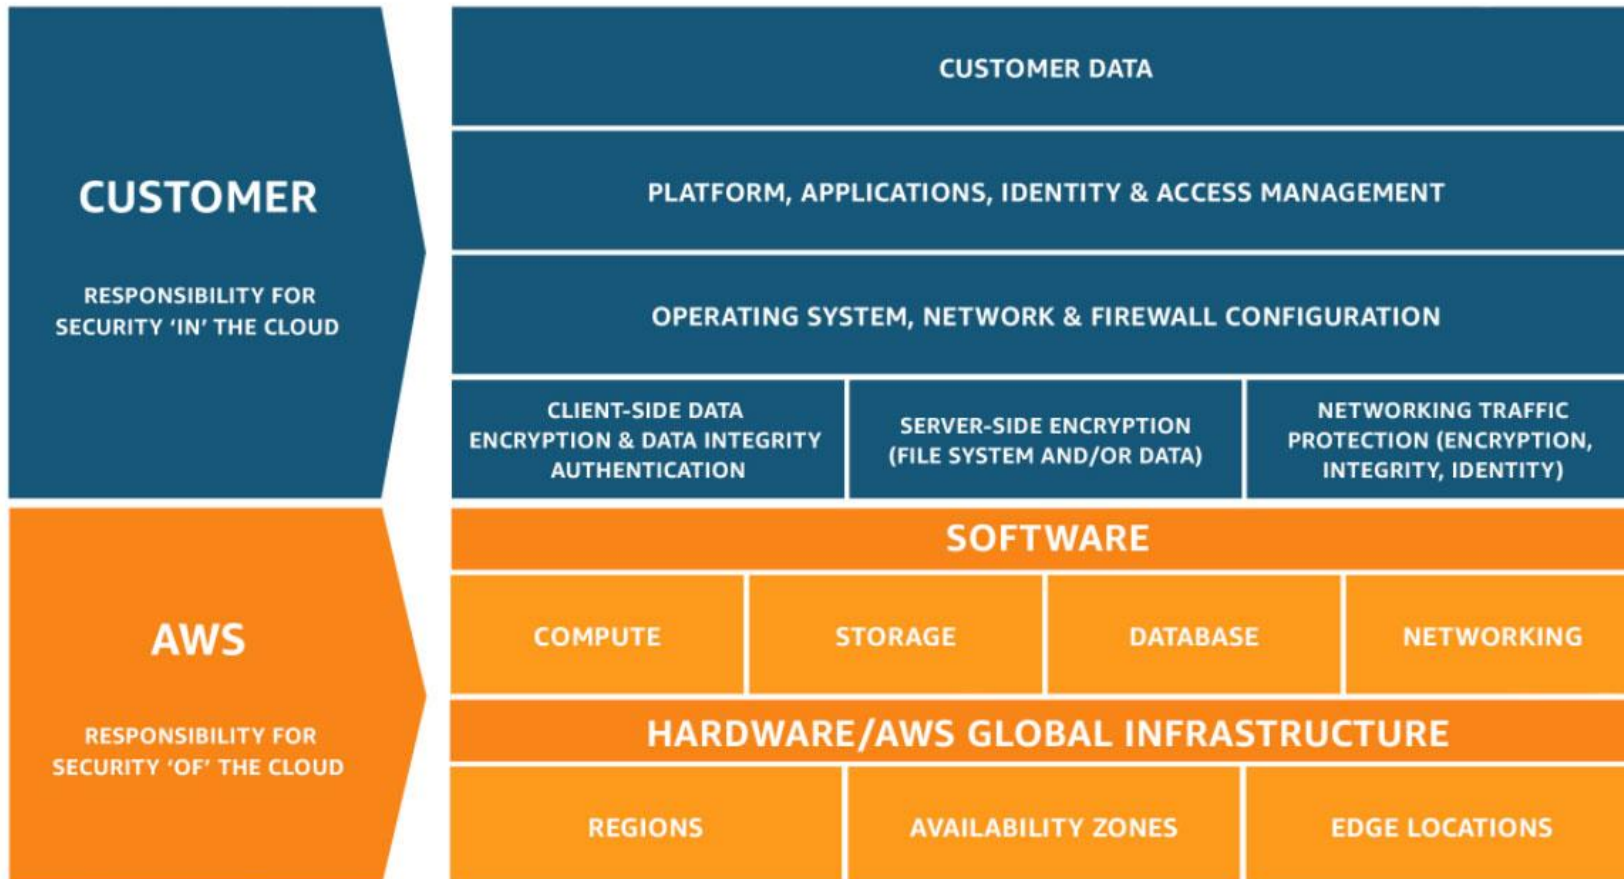 CUSTOMER
RESPONSIBILITY FOR
SECURITY ‘IN’ THE CLOUD
CUSTOMER DATA
PLATFORM, APPLICATIONS, IDENTITY & ACCESS MANAGEMENT
OPERATING SYSTEM, NETWORK & FIREWALL CONFIGURATION
CLIENT-SIDE DATA
ENCRYPTION & DATA INTEGRITY
AUTHENTICATION
SERVER-SIDE ENCRYPTION
(FILE SYSTEM AND/OR DATA)
NETWORKING TRAFFIC
PROTECTION (ENCRYPTION,
INTEGRITY, IDENTITY)
AWS
RESPONSIBILITY FOR
SECURITY ‘OF’ THE CLOUD
SOFTWARE
COMPUTE
STORAGE
DATABASE
NETWORKING
HARDWARE/AWS GLOBAL INFRASTRUCTURE
REGIONS
AVAILABILITY ZONES
EDGE LOCATIONS